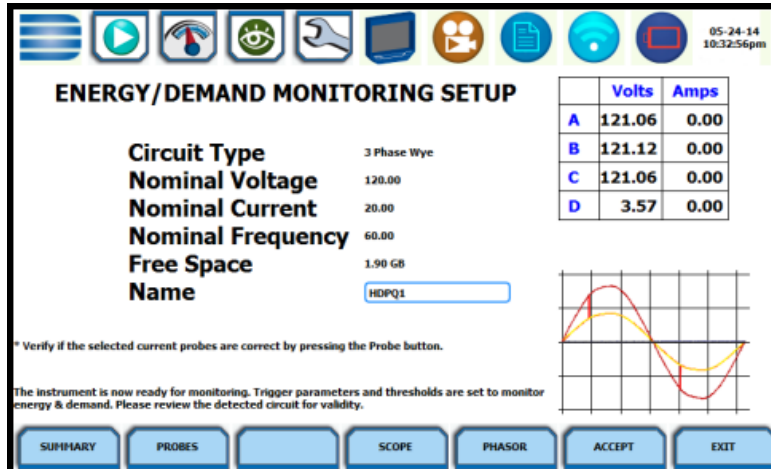 05-24-14
10:32:56pm
ENERGY/DEMAND MONITORING SETUP
Volts Amps
A 121.06 0.00
B 121.12 0.00
C 121.06 0.00
D 3.57 0.00
Circuit Type 3 Phase Wye
Nominal Voltage 120.00
Nominal Current 20.00
Nominal Frequency 60.00
Free Space 1.90 GB
Name HDPQ1
* Verify if the selected current probes are correct by pressing the Probe button.
The instrument is now ready for monitoring. Trigger parameters and thresholds are set to monitor
energy & demand. Please review the detected circuit for validity.
SUMMARY PROBES SCOPE PHASOR ACCEPT EXIT